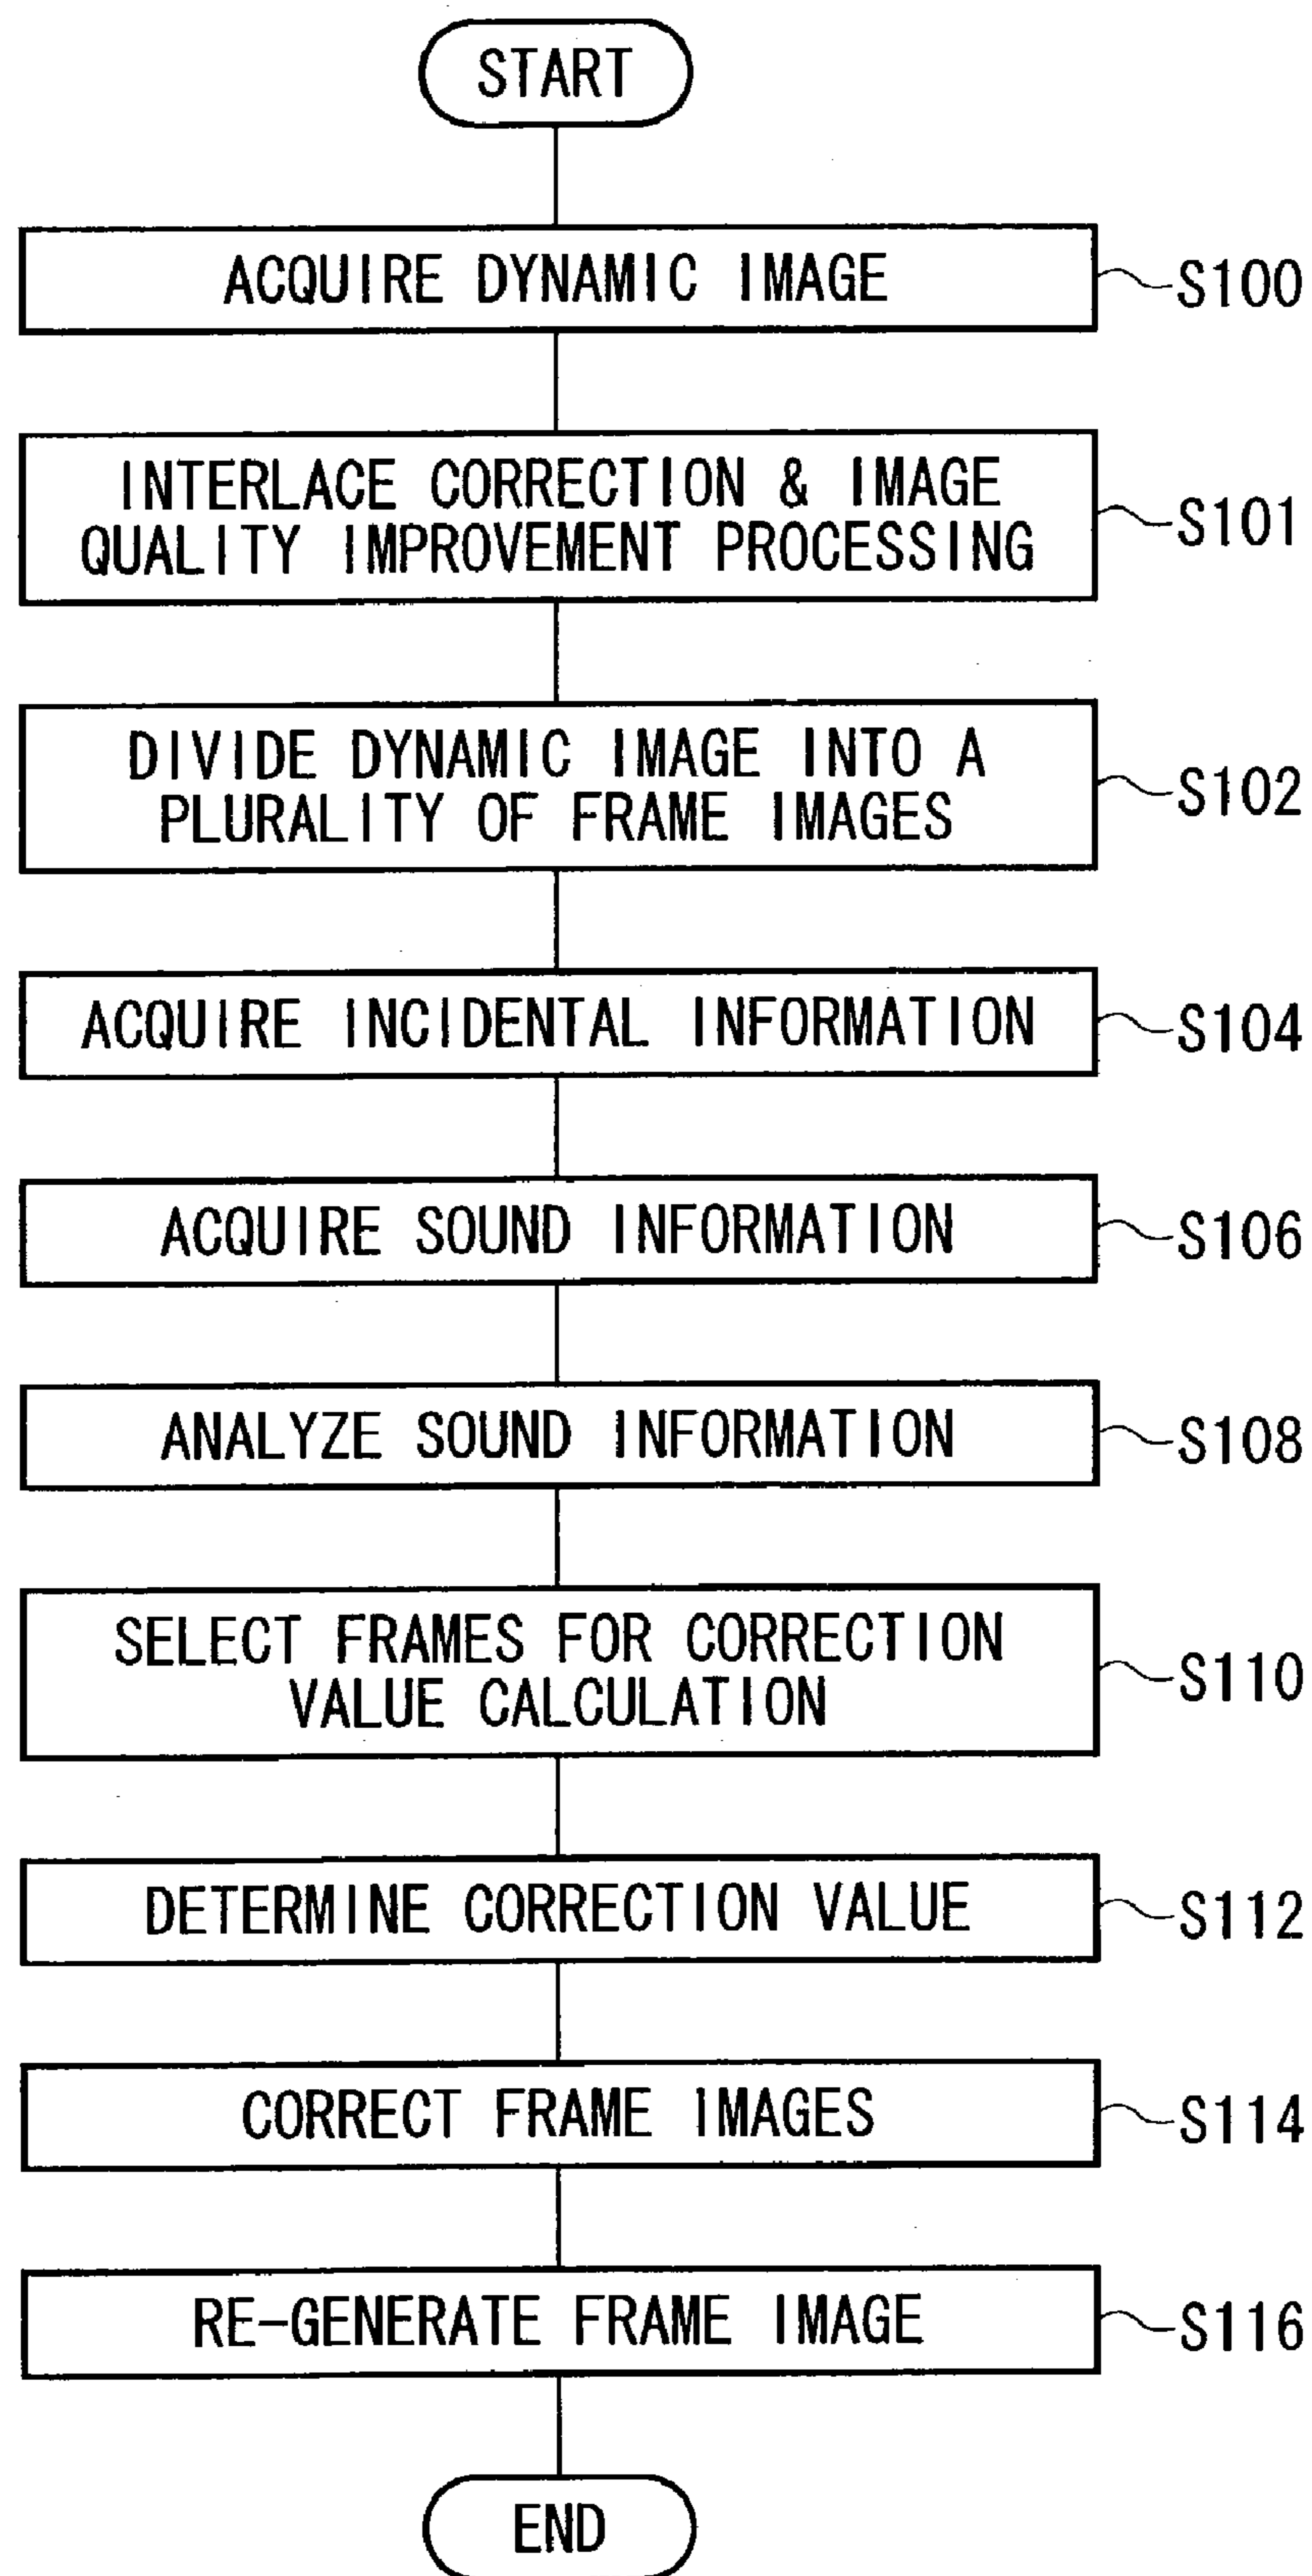 START
ACQUIRE DYNAMIC IMAGE
S100
INTERLACE CORRECTION & IMAGE
QUALITY IMPROVEMENT PROCESSING
S101
DIVIDE DYNAMIC IMAGE INTO A
PLURALITY OF FRAME IMAGES
S102
ACQUIRE INCIDENTAL INFORMATION
S104
ACQUIRE SOUND INFORMATION
S106
ANALYZE SOUND INFORMATION
S108
SELECT FRAMES FOR CORRECTION
VALUE CALCULATION
S110
DETERMINE CORRECTION VALUE
S112
CORRECT FRAME IMAGES
S114
RE-GENERATE FRAME IMAGE
S116
END